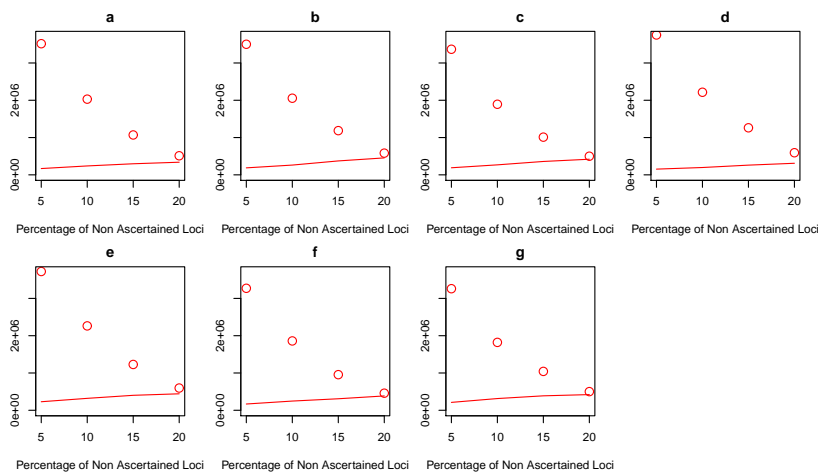 a b c d
2e+06 2e+06 2e+06 2e+06
0e+00 0e+00 0e+00 0e+00
5 10 15 20 5 10 15 20 5 10 15 20 5 10 15 20
Percentage of Non Ascertained Loci Percentage of Non Ascertained Loci Percentage of Non Ascertained Loci Percentage of Non Ascertained Loci
e f g
2e+06 2e+06 2e+06
0e+00 0e+00 0e+00
5 10 15 20 5 10 15 20 5 10 15 20
Percentage of Non Ascertained Loci Percentage of Non Ascertained Loci Percentage of Non Ascertained Loci